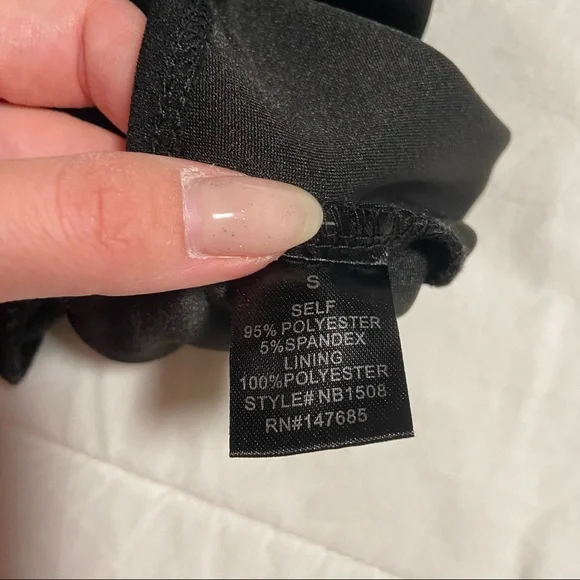 S
SELF
95% POLYESTER
5%SPANDEX
LINING
100%POLYESTER
STYLE# NB1508
RN#147685